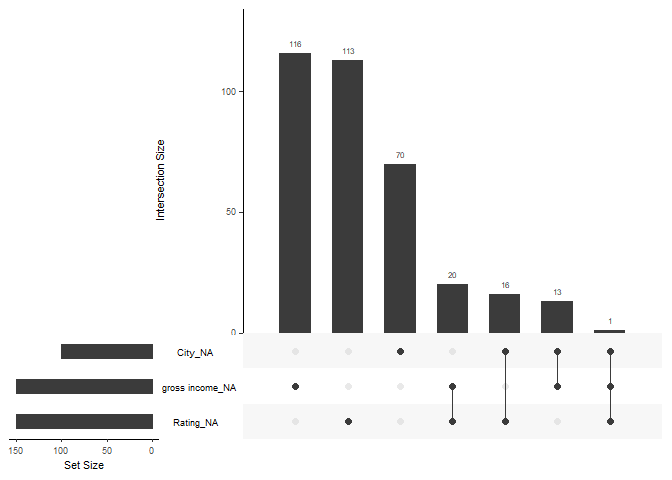 116
113
70
20
16
13
1
100
50
0
Intersection Size
City_NA
gross income_NA
Rating_NA
150
100
50
0
Set Size